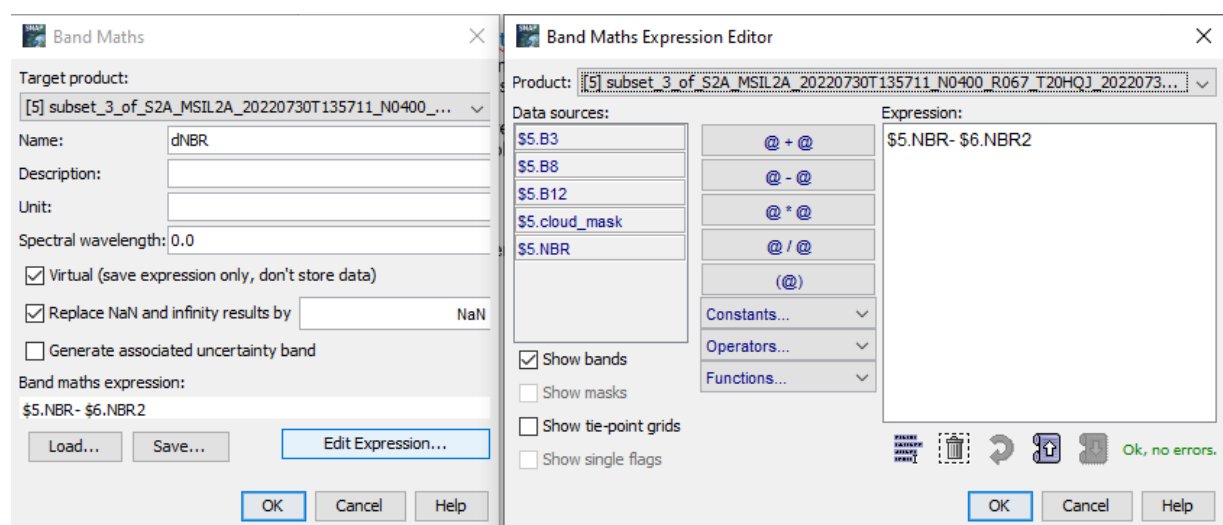 Band Maths
Target product:
[5] subset_3_of_S2A_MSIL2A_20220730T135711_N0400_...
Name: dNBR
Description:
Unit:
Spectral wavelength: 0.0
Virtual (save expression only, don't store data)
Replace NaN and infinity results by NaN
Generate associated uncertainty band
Band maths expression:
$5.NBR- $6.NBR2
Load... Save... Edit Expression...
OK Cancel Help
Band Maths Expression Editor
Product: [5] subset_3_of_S2A_MSIL2A_20220730T135711_N0400_R067_T20HQJ_2022073...
Data sources:
$5.B3
$5.B8
$5.B12
$5.cloud_mask
$5.NBR
@ + @
@ - @
@ * @
@ / @
(@)
Constants...
Operators...
Functions...
Expression:
$5.NBR- $6.NBR2
Show bands
Show masks
Show tie-point grids
Show single flags
Ok, no errors.
OK Cancel Help